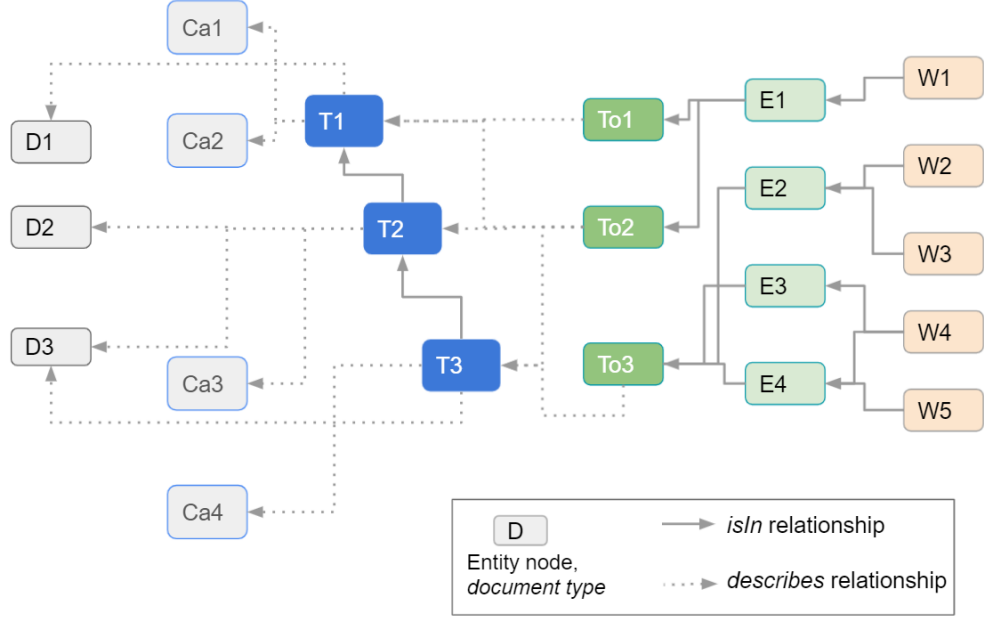 Ca1
W1
E1
To1
T1
Ca2
D1
W2
E2
D2
T2
To2
W3
E3
W4
D3
T3
To3
Ca3
E4
W5
Ca4
D
isIn relationship
Entity node,
document type
describes relationship